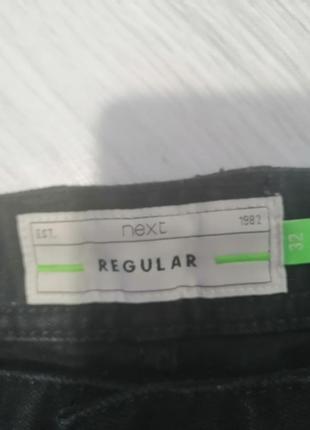 EST. next 1982
REGULAR
32